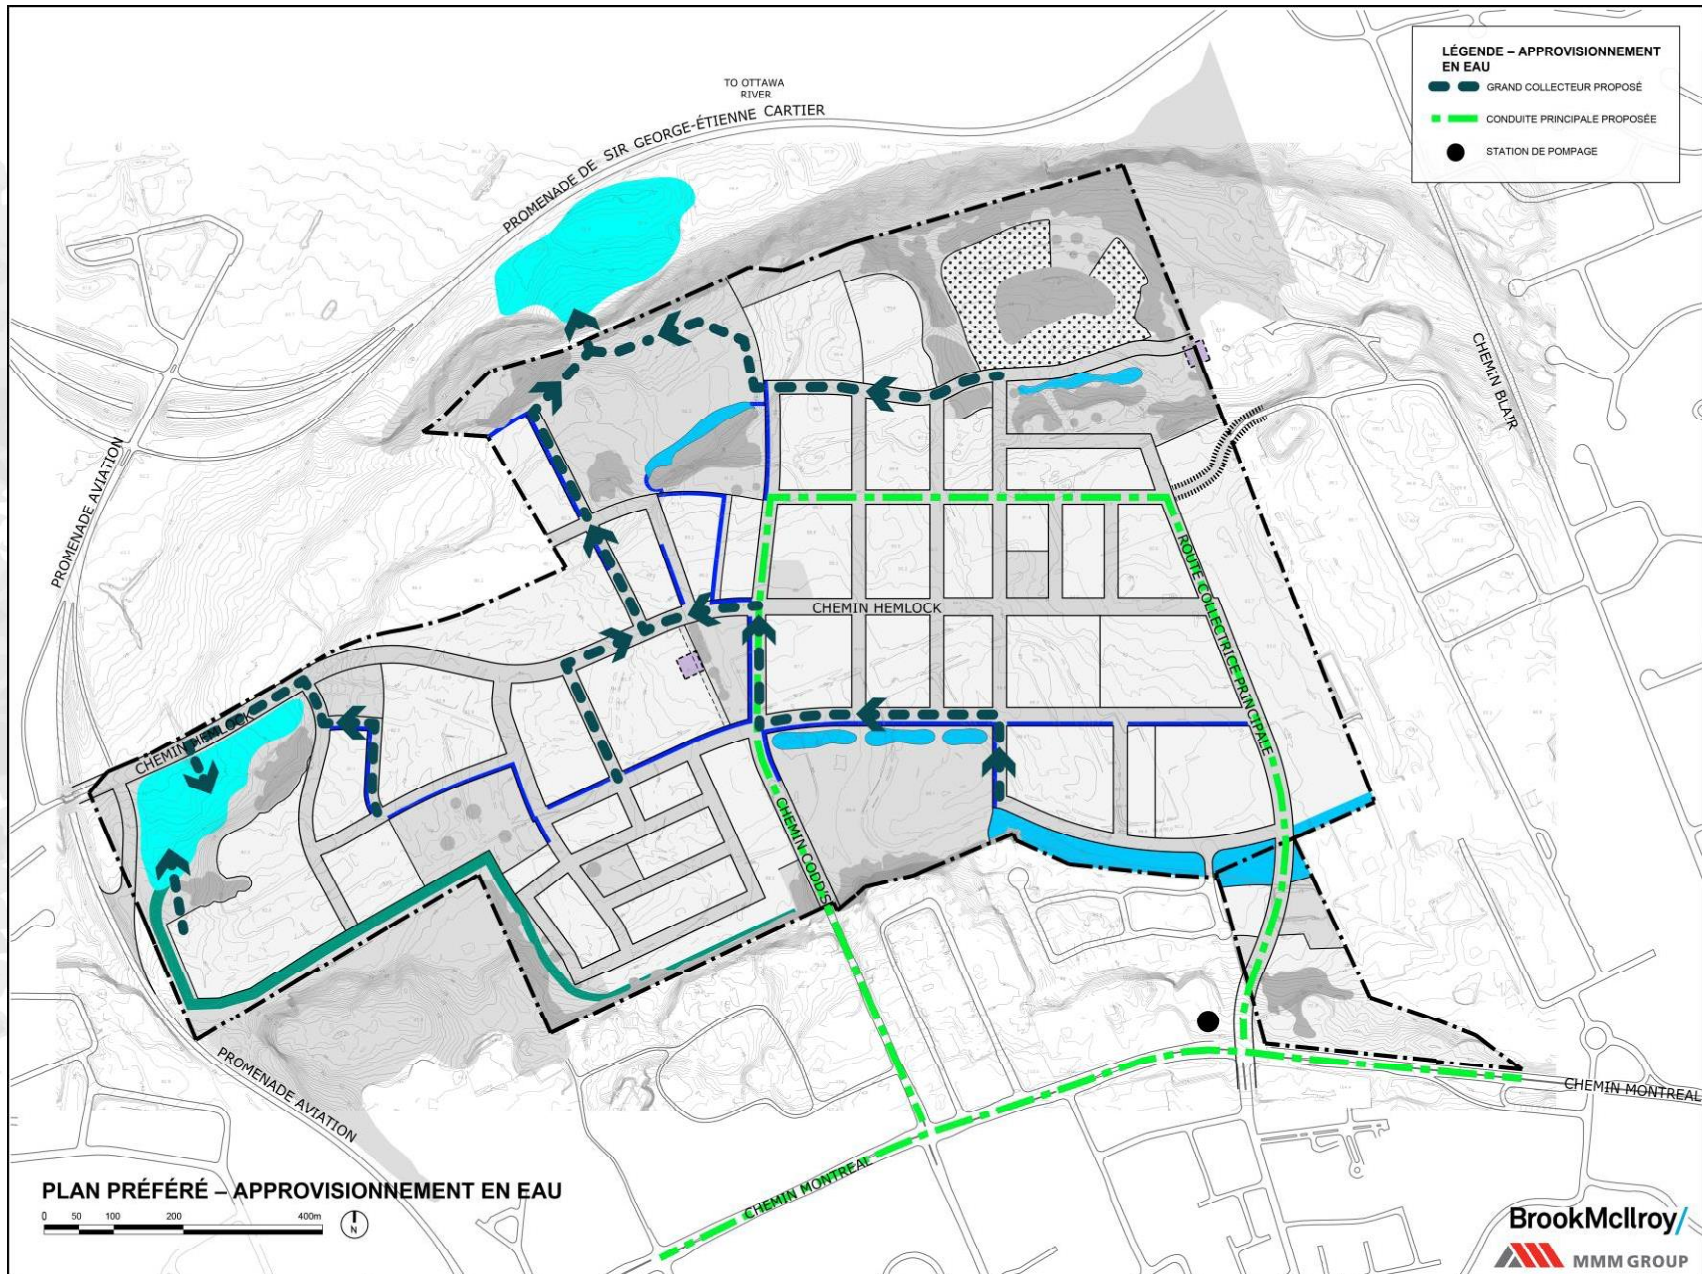 TO OTTAWA
RIVER
PROMENADE DE SIR GEORGE-ÉTIENNE CARTIER
LÉGENDE – APPROVISIONNEMENT
EN EAU
GRAND COLLECTEUR PROPOSÉ
CONDUITE PRINCIPALE PROPOSÉE
STATION DE POMPAGE
CHEMIN BLAIR
PROMENADE AVIATION
CHEMIN HEMLOCK
ROUTE COLLECTRICE PRINCIPALE
CHEMIN HEMLOCK
CHEMIN CODD'S
PROMENADE AVIATION
CHEMIN MONTREAL
CHEMIN MONTREAL
PLAN PRÉFÉRÉ – APPROVISIONNEMENT EN EAU
0 50 100 200 400m
N
BrookMcIlroy/
MMM GROUP